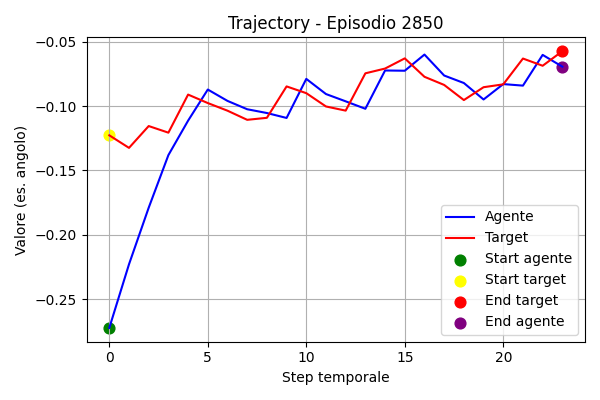 Trajectory - Episodio 2850
Valore (es. angolo)
−0.05
−0.10
−0.15
−0.20
−0.25
0 5 10 15 20
Step temporale
Agente
Target
Start agente
Start target
End target
End agente